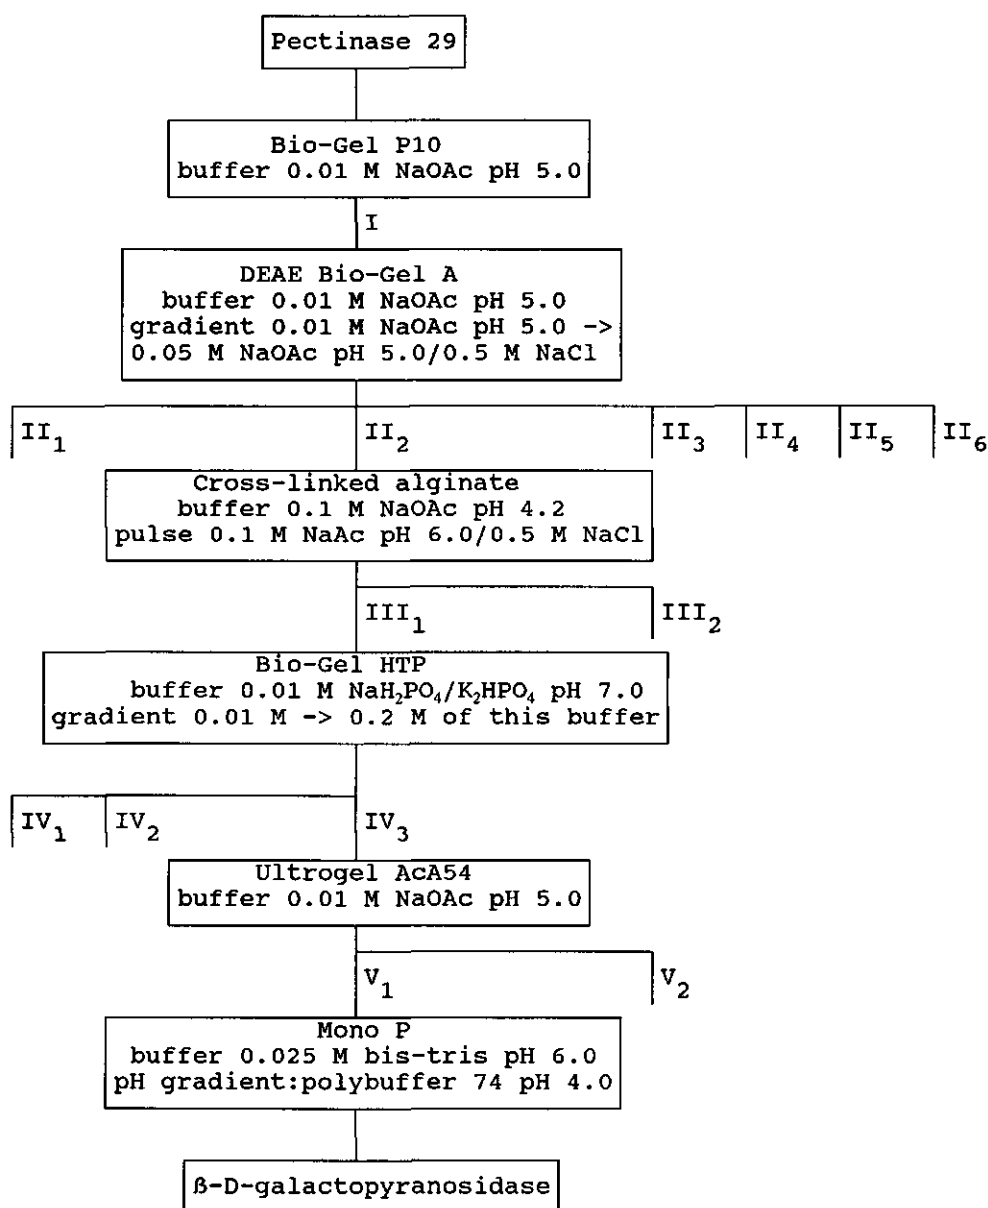 Pectinase 29
Bio-Gel P10
buffer 0.01 M NaOAc pH 5.0
I
DEAE Bio-Gel A
buffer 0.01 M NaOAc pH 5.0
gradient 0.01 M NaOAc pH 5.0 ->
0.05 M NaOAc pH 5.0/0.5 M NaCl
II₁ II₂ II₃ II₄ II₅ II₆
Cross-linked alginate
buffer 0.1 M NaOAc pH 4.2
pulse 0.1 M NaAc pH 6.0/0.5 M NaCl
III₁ III₂
Bio-Gel HTP
buffer 0.01 M NaH₂PO₄/K₂HPO₄ pH 7.0
gradient 0.01 M -> 0.2 M of this buffer
IV₁ IV₂ IV₃
Ultrogel AcA54
buffer 0.01 M NaOAc pH 5.0
V₁ V₂
Mono P
buffer 0.025 M bis-tris pH 6.0
pH gradient:polybuffer 74 pH 4.0
ß-D-galactopyranosidase